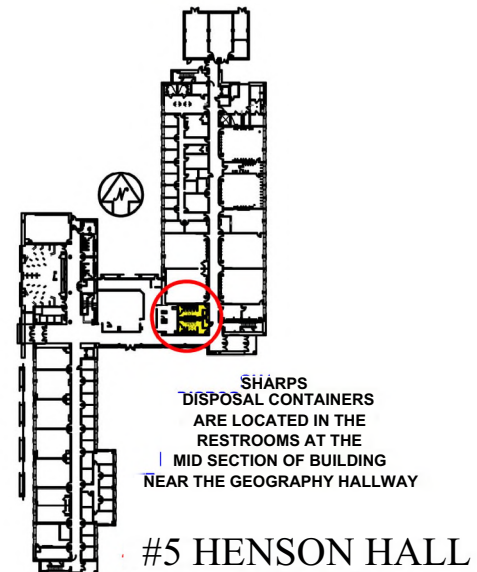 N
SHARPS
DISPOSAL CONTAINERS
ARE LOCATED IN THE
RESTROOMS AT THE
MID SECTION OF BUILDING
NEAR THE GEOGRAPHY HALLWAY
#5 HENSON HALL